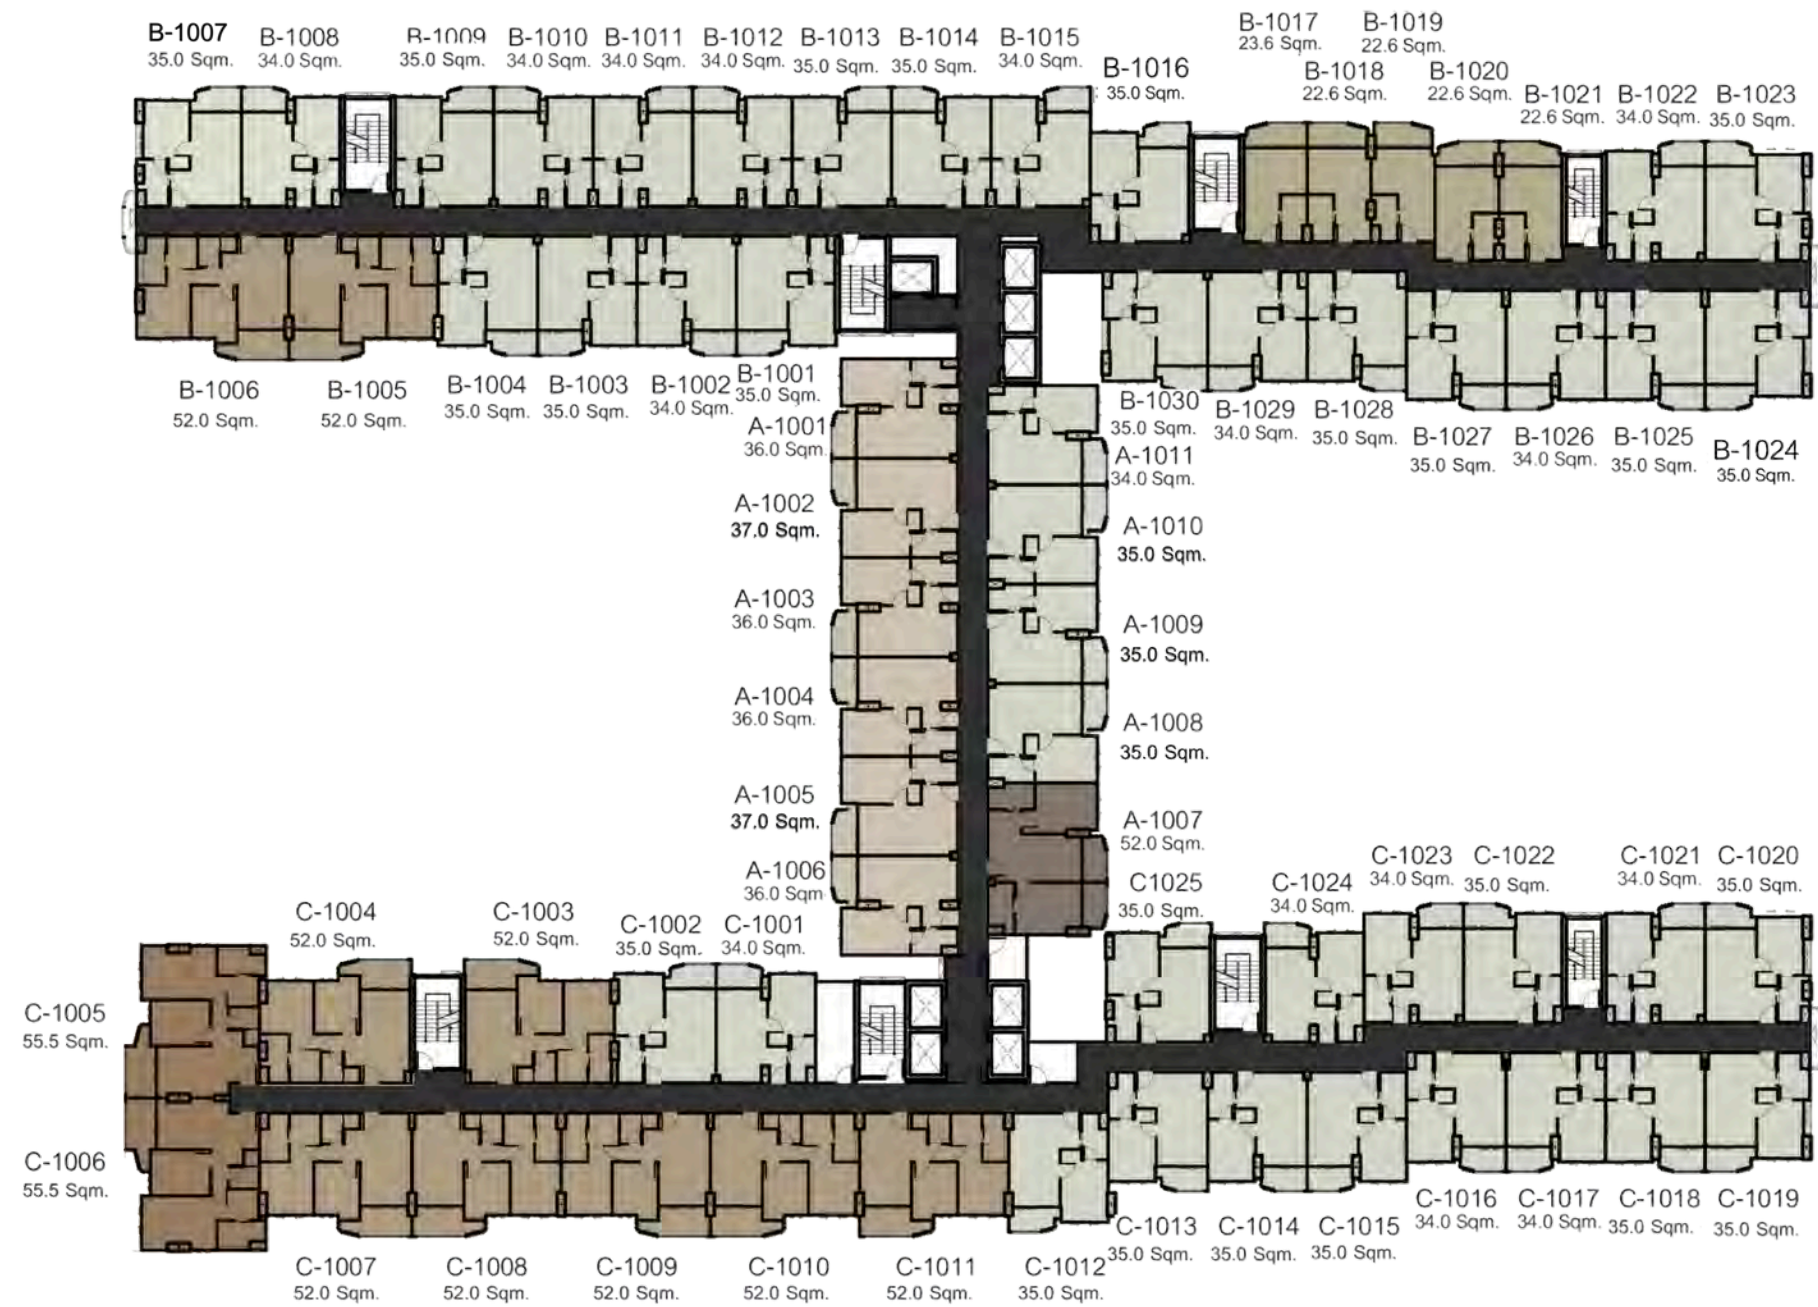 B-1007
35.0 Sqm.
B-1008
34.0 Sqm.
B-1009
35.0 Sqm.
B-1010
34.0 Sqm.
B-1011
34.0 Sqm.
B-1012
34.0 Sqm.
B-1013
35.0 Sqm.
B-1014
35.0 Sqm.
B-1015
34.0 Sqm.
B-1016
35.0 Sqm.
B-1017
23.6 Sqm.
B-1018
22.6 Sqm.
B-1019
22.6 Sqm.
B-1020
22.6 Sqm.
B-1021
22.6 Sqm.
B-1022
34.0 Sqm.
B-1023
35.0 Sqm.
B-1006
52.0 Sqm.
B-1005
52.0 Sqm.
B-1004
35.0 Sqm.
B-1003
35.0 Sqm.
B-1002
34.0 Sqm.
B-1001
35.0 Sqm.
B-1030
35.0 Sqm.
B-1029
34.0 Sqm.
B-1028
35.0 Sqm.
B-1027
35.0 Sqm.
B-1026
34.0 Sqm.
B-1025
35.0 Sqm.
B-1024
35.0 Sqm.
A-1001
36.0 Sqm.
A-1002
37.0 Sqm.
A-1003
36.0 Sqm.
A-1004
36.0 Sqm.
A-1005
37.0 Sqm.
A-1006
36.0 Sqm
A-1011
34.0 Sqm.
A-1010
35.0 Sqm.
A-1009
35.0 Sqm.
A-1008
35.0 Sqm.
A-1007
52.0 Sqm.
C-1005
55.5 Sqm.
C-1004
52.0 Sqm.
C-1003
52.0 Sqm.
C-1002
35.0 Sqm.
C-1001
34.0 Sqm.
C1025
35.0 Sqm.
C-1024
34.0 Sqm.
C-1023
34.0 Sqm.
C-1022
35.0 Sqm.
C-1021
34.0 Sqm.
C-1020
35.0 Sqm.
C-1006
55.5 Sqm.
C-1007
52.0 Sqm.
C-1008
52.0 Sqm.
C-1009
52.0 Sqm.
C-1010
52.0 Sqm.
C-1011
52.0 Sqm.
C-1012
35.0 Sqm.
C-1013
35.0 Sqm.
C-1014
35.0 Sqm.
C-1015
35.0 Sqm.
C-1016
34.0 Sqm.
C-1017
34.0 Sqm.
C-1018
35.0 Sqm.
C-1019
35.0 Sqm.